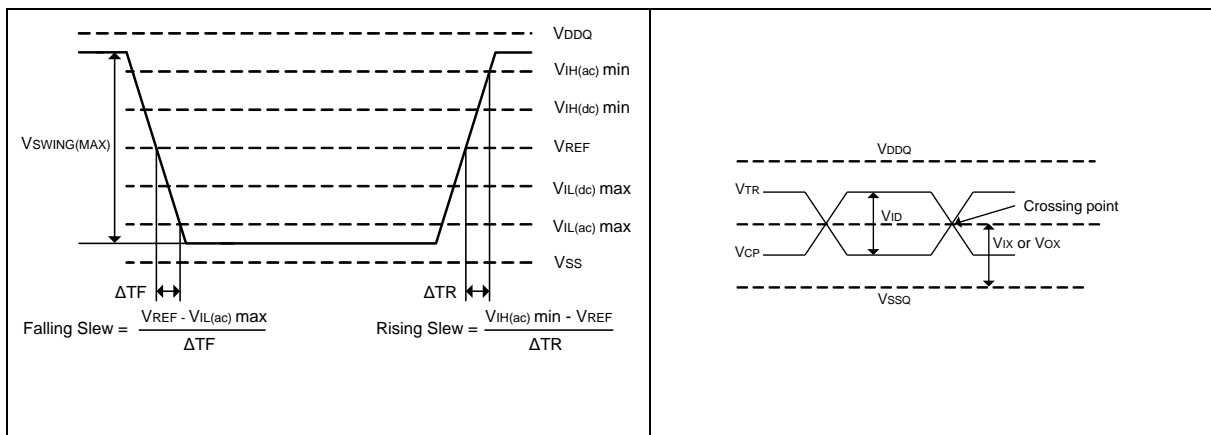 VDDQ
VIH(ac) min
VIH(dc) min
VSWING(MAX)
VREF
VIL(dc) max
VIL(ac) max
VSS
ΔTF
ΔTR
Falling Slew = VREF - VIL(ac) max
ΔTF
Rising Slew = VIH(ac) min - VREF
ΔTR
VDDQ
VTR
VID
Crossing point
VCP
VIX or VOX
VSSQ